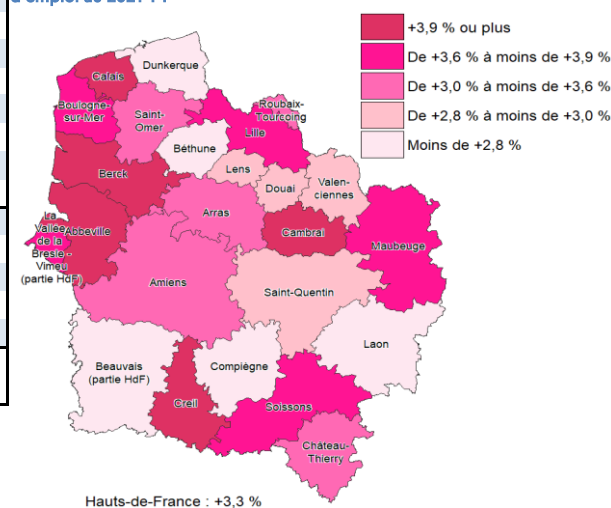 d'emploi de 2021
+3,9 % ou plus
De +3,6 % à moins de +3,9 %
De +3,0 % à moins de +3,6 %
De +2,8 % à moins de +3,0 %
Moins de +2,8 %
Dunkerque
Calais
Boulogne-
sur-Mer
Saint-
Omer
Roubaix-
Tourcoing
Lille
Béthune
Berck
Lens
Douai
Valen-
ciennes
Arras
Cambrai
Maubeuge
La
Vallée
de la
Bresle -
Vimeu
(partie HdF)
Abbeville
Amiens
Saint-Quentin
Laon
Beauvais
(partie HdF)
Compiègne
Creil
Soissons
Château-
Thierry
Hauts-de-France : +3,3 %